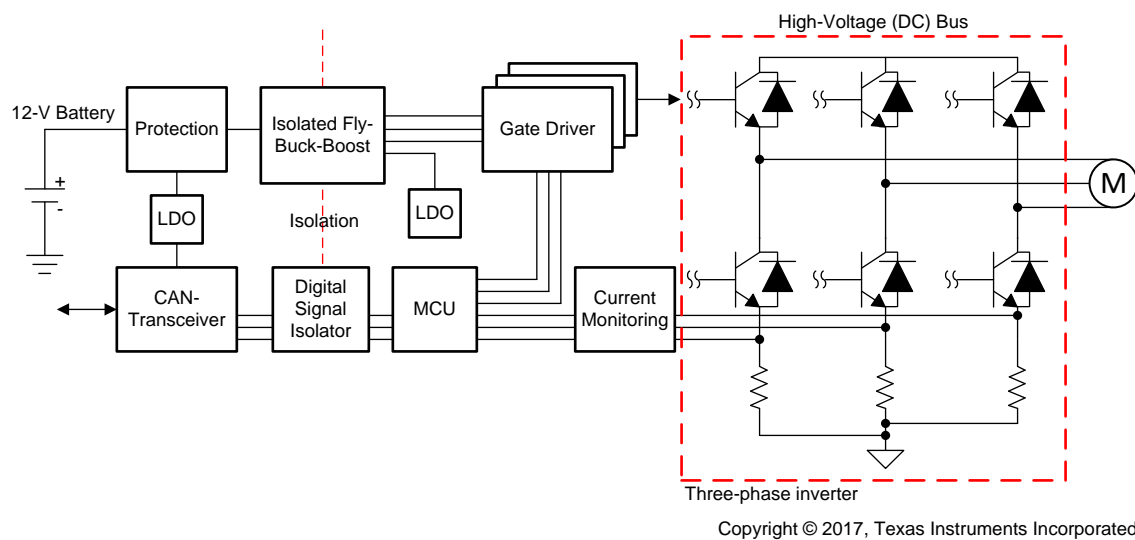 High-Voltage (DC) Bus
12-V Battery
Protection
Isolated Fly-
Buck-Boost
Gate Driver
+
-
LDO
Isolation
LDO
M
CAN-
Transceiver
Digital
Signal
Isolator
MCU
Current
Monitoring
Three-phase inverter
Copyright © 2017, Texas Instruments Incorporated